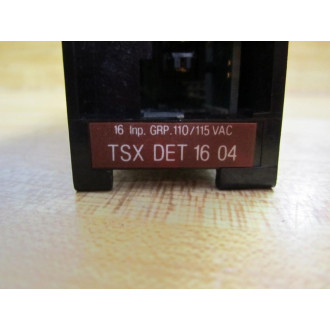 16 Inp. GRP.110/115 VAC
TSX DET 16 04